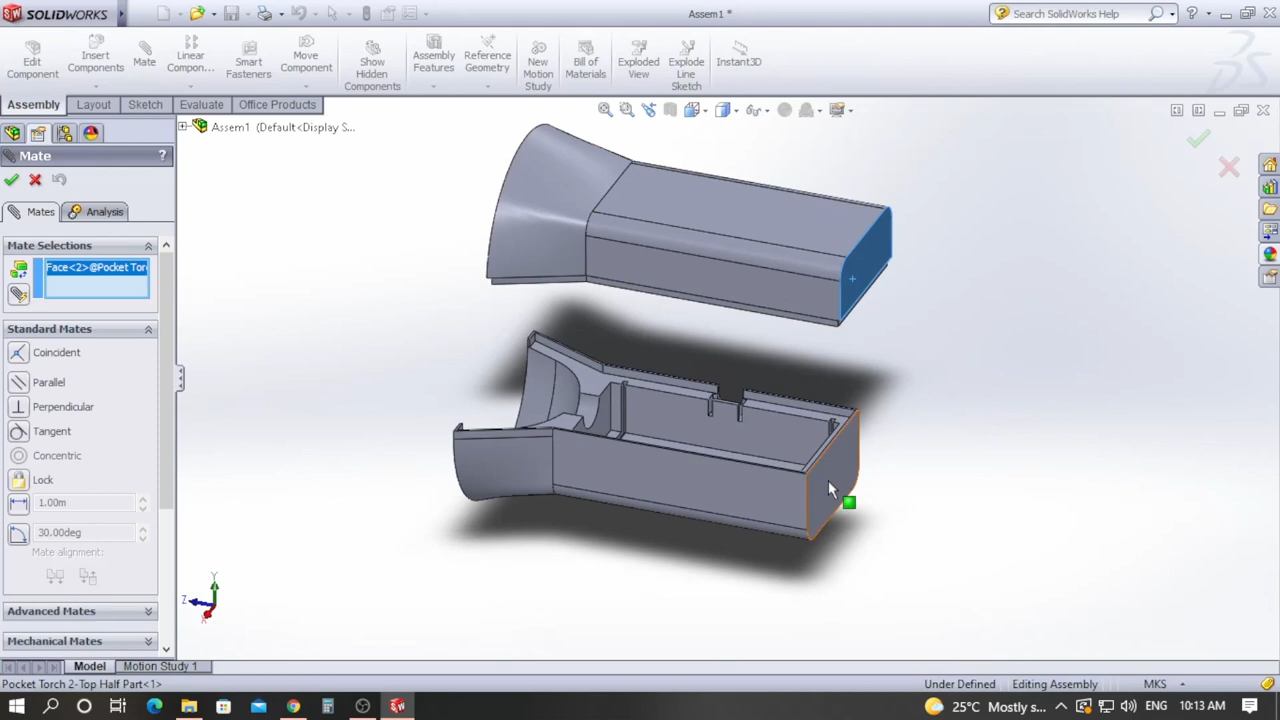 SOLIDWORKS
Assem1 *
Search SolidWorks Help
Edit
Component
Insert
Components
Mate
Linear
Compon...
Smart
Fasteners
Move
Component
Show
Hidden
Components
Assembly
Features
Reference
Geometry
New
Motion
Study
Bill of
Materials
Exploded
View
Explode
Line
Sketch
Instant3D
Assembly
Layout
Sketch
Evaluate
Office Products
Assem1 (Default<Display S...
Mate
?
Mates
Analysis
Mate Selections
Face<2>@Pocket Tor
Standard Mates
Coincident
Parallel
Perpendicular
Tangent
Concentric
Lock
1.00m
30.00deg
Mate alignment:
Advanced Mates
Mechanical Mates
Y
Z
X
Model
Motion Study 1
Pocket Torch 2-Top Half Part<1>
Under Defined
Editing Assembly
MKS
25°C Mostly s...
ENG
10:13 AM